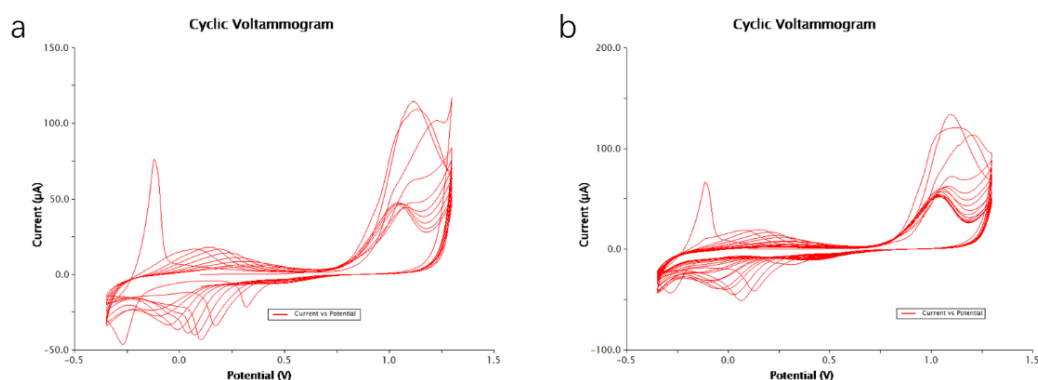 a
Cyclic Voltammogram
150.0
100.0
50.0
0.0
−50.0
Current (µA)
−0.5
0.0
0.5
1.0
1.5
Potential (V)
Current vs Potential
b
Cyclic Voltammogram
200.0
100.0
0.0
−100.0
Current (µA)
−0.5
0.0
0.5
1.0
1.5
Potential (V)
Current vs Potential